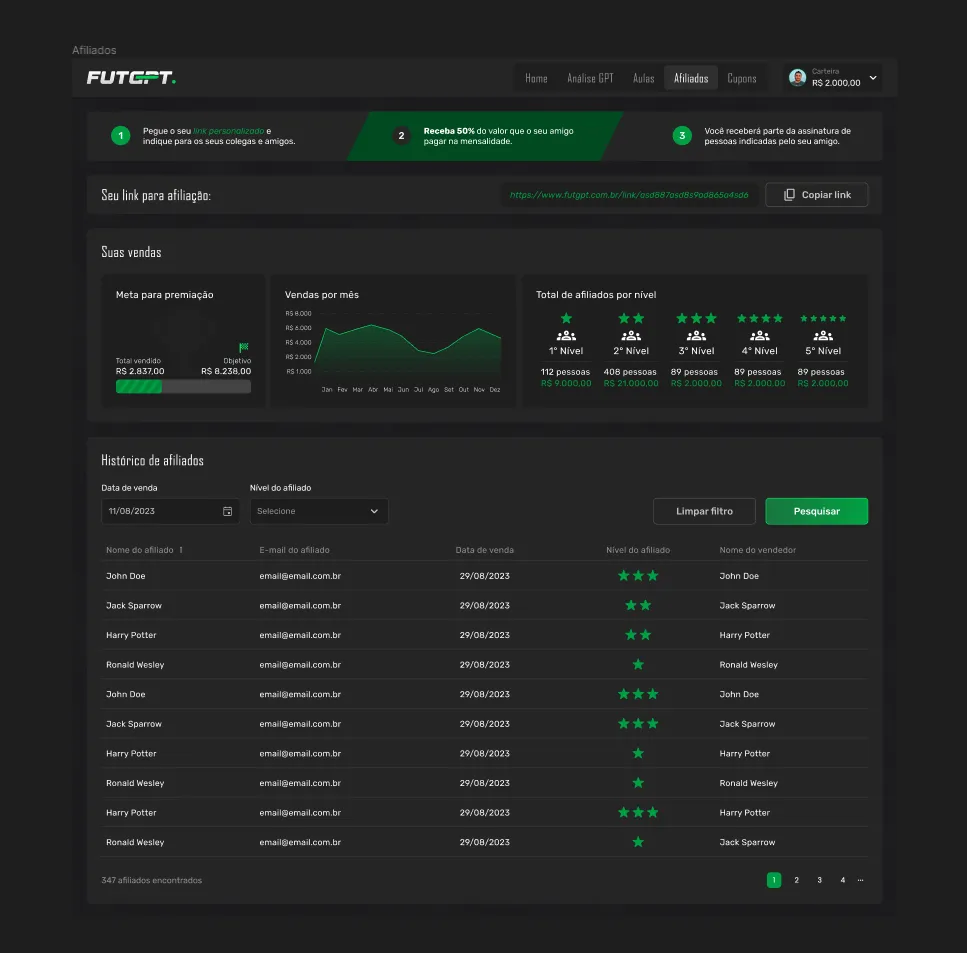 Afiliados
FUTGPT.
Home Análise GPT Aulas Afiliados Cupons
Carteira
R$ 2.000,00
1
Pegue o seu link personalizado e
indique para os seus colegas e amigos.
2
Receba 50% do valor que o seu amigo
pagar na mensalidade.
3
Você receberá parte da assinatura de
pessoas indicadas pelo seu amigo.
Seu link para afiliação:
https://www.futgpt.com.br/link/asd887asd8s9ad865a4sd6
Copiar link
Suas vendas
Meta para premiação
Total vendido Objetivo
R$ 2.837,00 R$ 8.238,00
Vendas por mês
R$ 8.000
R$ 6.000
R$ 4.000
R$ 2.000
R$ 1.000
Jan Fev Mar Abr Mai Jun Jul Ago Set Out Nov Dez
Total de afiliados por nível
1° Nível 2° Nível 3° Nível 4° Nível 5° Nível
112 pessoas 408 pessoas 89 pessoas 89 pessoas 89 pessoas
R$ 9.000,00 R$ 21.000,00 R$ 2.000,00 R$ 2.000,00 R$ 2.000,00
Histórico de afiliados
Data de venda Nível do afiliado
11/08/2023 Selecione Limpar filtro Pesquisar
Nome do afiliado E-mail do afiliado Data de venda Nível do afiliado Nome do vendedor
John Doe email@email.com.br 29/08/2023 John Doe
Jack Sparrow email@email.com.br 29/08/2023 Jack Sparrow
Harry Potter email@email.com.br 29/08/2023 Harry Potter
Ronald Wesley email@email.com.br 29/08/2023 Ronald Wesley
John Doe email@email.com.br 29/08/2023 John Doe
Jack Sparrow email@email.com.br 29/08/2023 Jack Sparrow
Harry Potter email@email.com.br 29/08/2023 Harry Potter
Ronald Wesley email@email.com.br 29/08/2023 Ronald Wesley
Harry Potter email@email.com.br 29/08/2023 Harry Potter
Ronald Wesley email@email.com.br 29/08/2023 Jack Sparrow
347 afiliados encontrados 1 2 3 4 ...